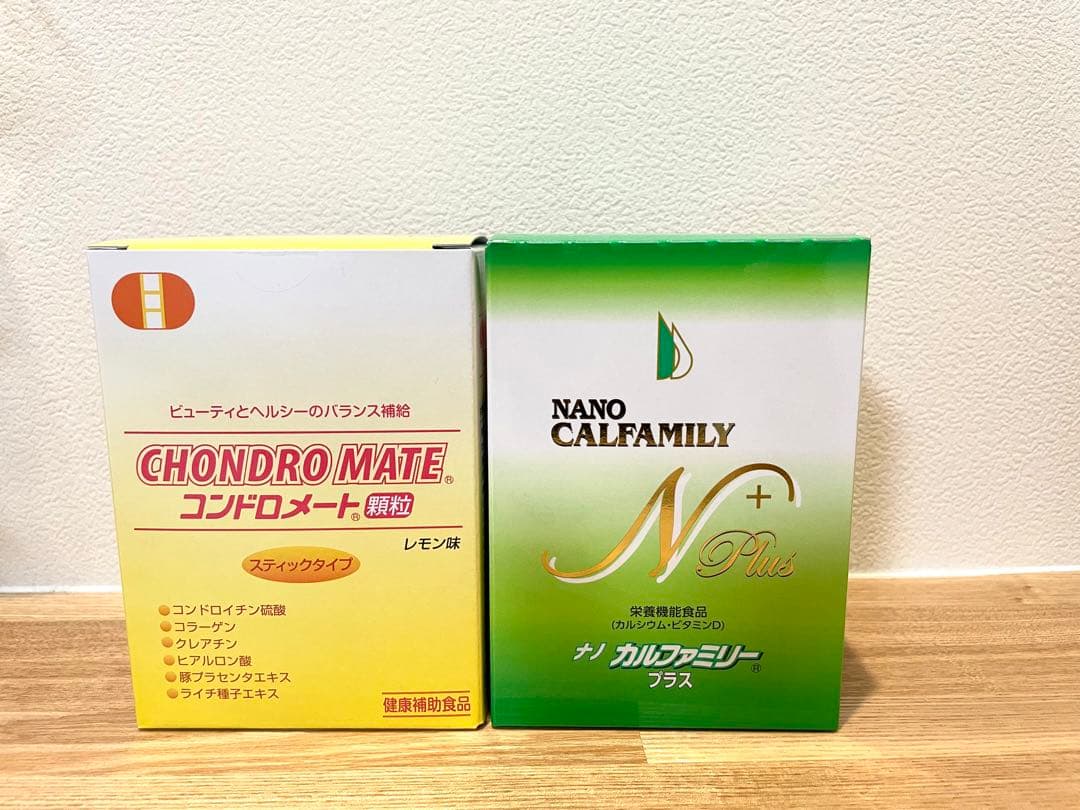 ビューティとヘルシーのバランス補給
CHONDRO MATE®
コンドロメート® 顆粒
レモン味
スティックタイプ
●コンドロイチン硫酸
●コラーゲン
●クレアチン
●ヒアルロン酸
●豚プラセンタエキス
●ライチ種子エキス
健康補助食品
NANO
CALFAMILY
N+
Plus
栄養機能食品
(カルシウム・ビタミンD)
ナノ カルファミリー®
プラス